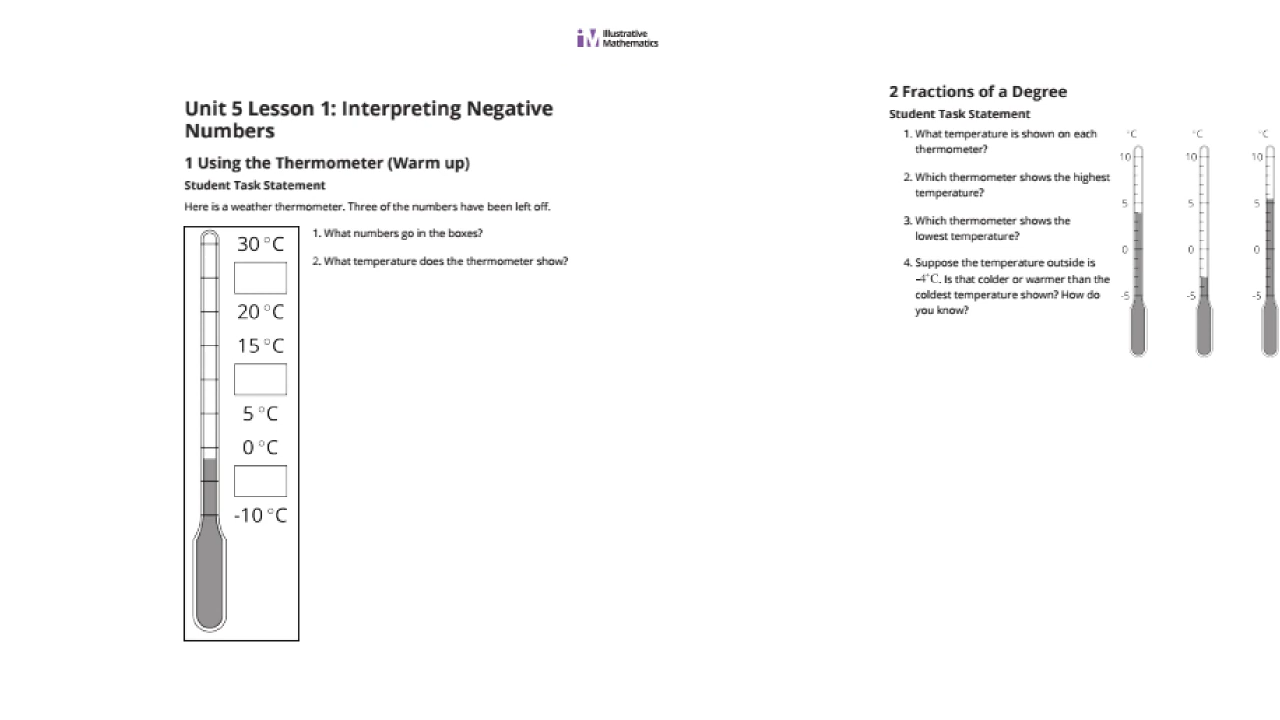 Illustrative
Mathematics
Unit 5 Lesson 1: Interpreting Negative
Numbers
1 Using the Thermometer (Warm up)
Student Task Statement
Here is a weather thermometer. Three of the numbers have been left off.
30 °C
20 °C
15 °C
5 °C
0 °C
-10 °C
1. What numbers go in the boxes?
2. What temperature does the thermometer show?
2 Fractions of a Degree
Student Task Statement
1. What temperature is shown on each
thermometer?
2. Which thermometer shows the highest
temperature?
3. Which thermometer shows the
lowest temperature?
4. Suppose the temperature outside is
-4°C. Is that colder or warmer than the
coldest temperature shown? How do
you know?
°C
10
5
0
-5
°C
10
5
0
-5
°C
10
5
0
-5